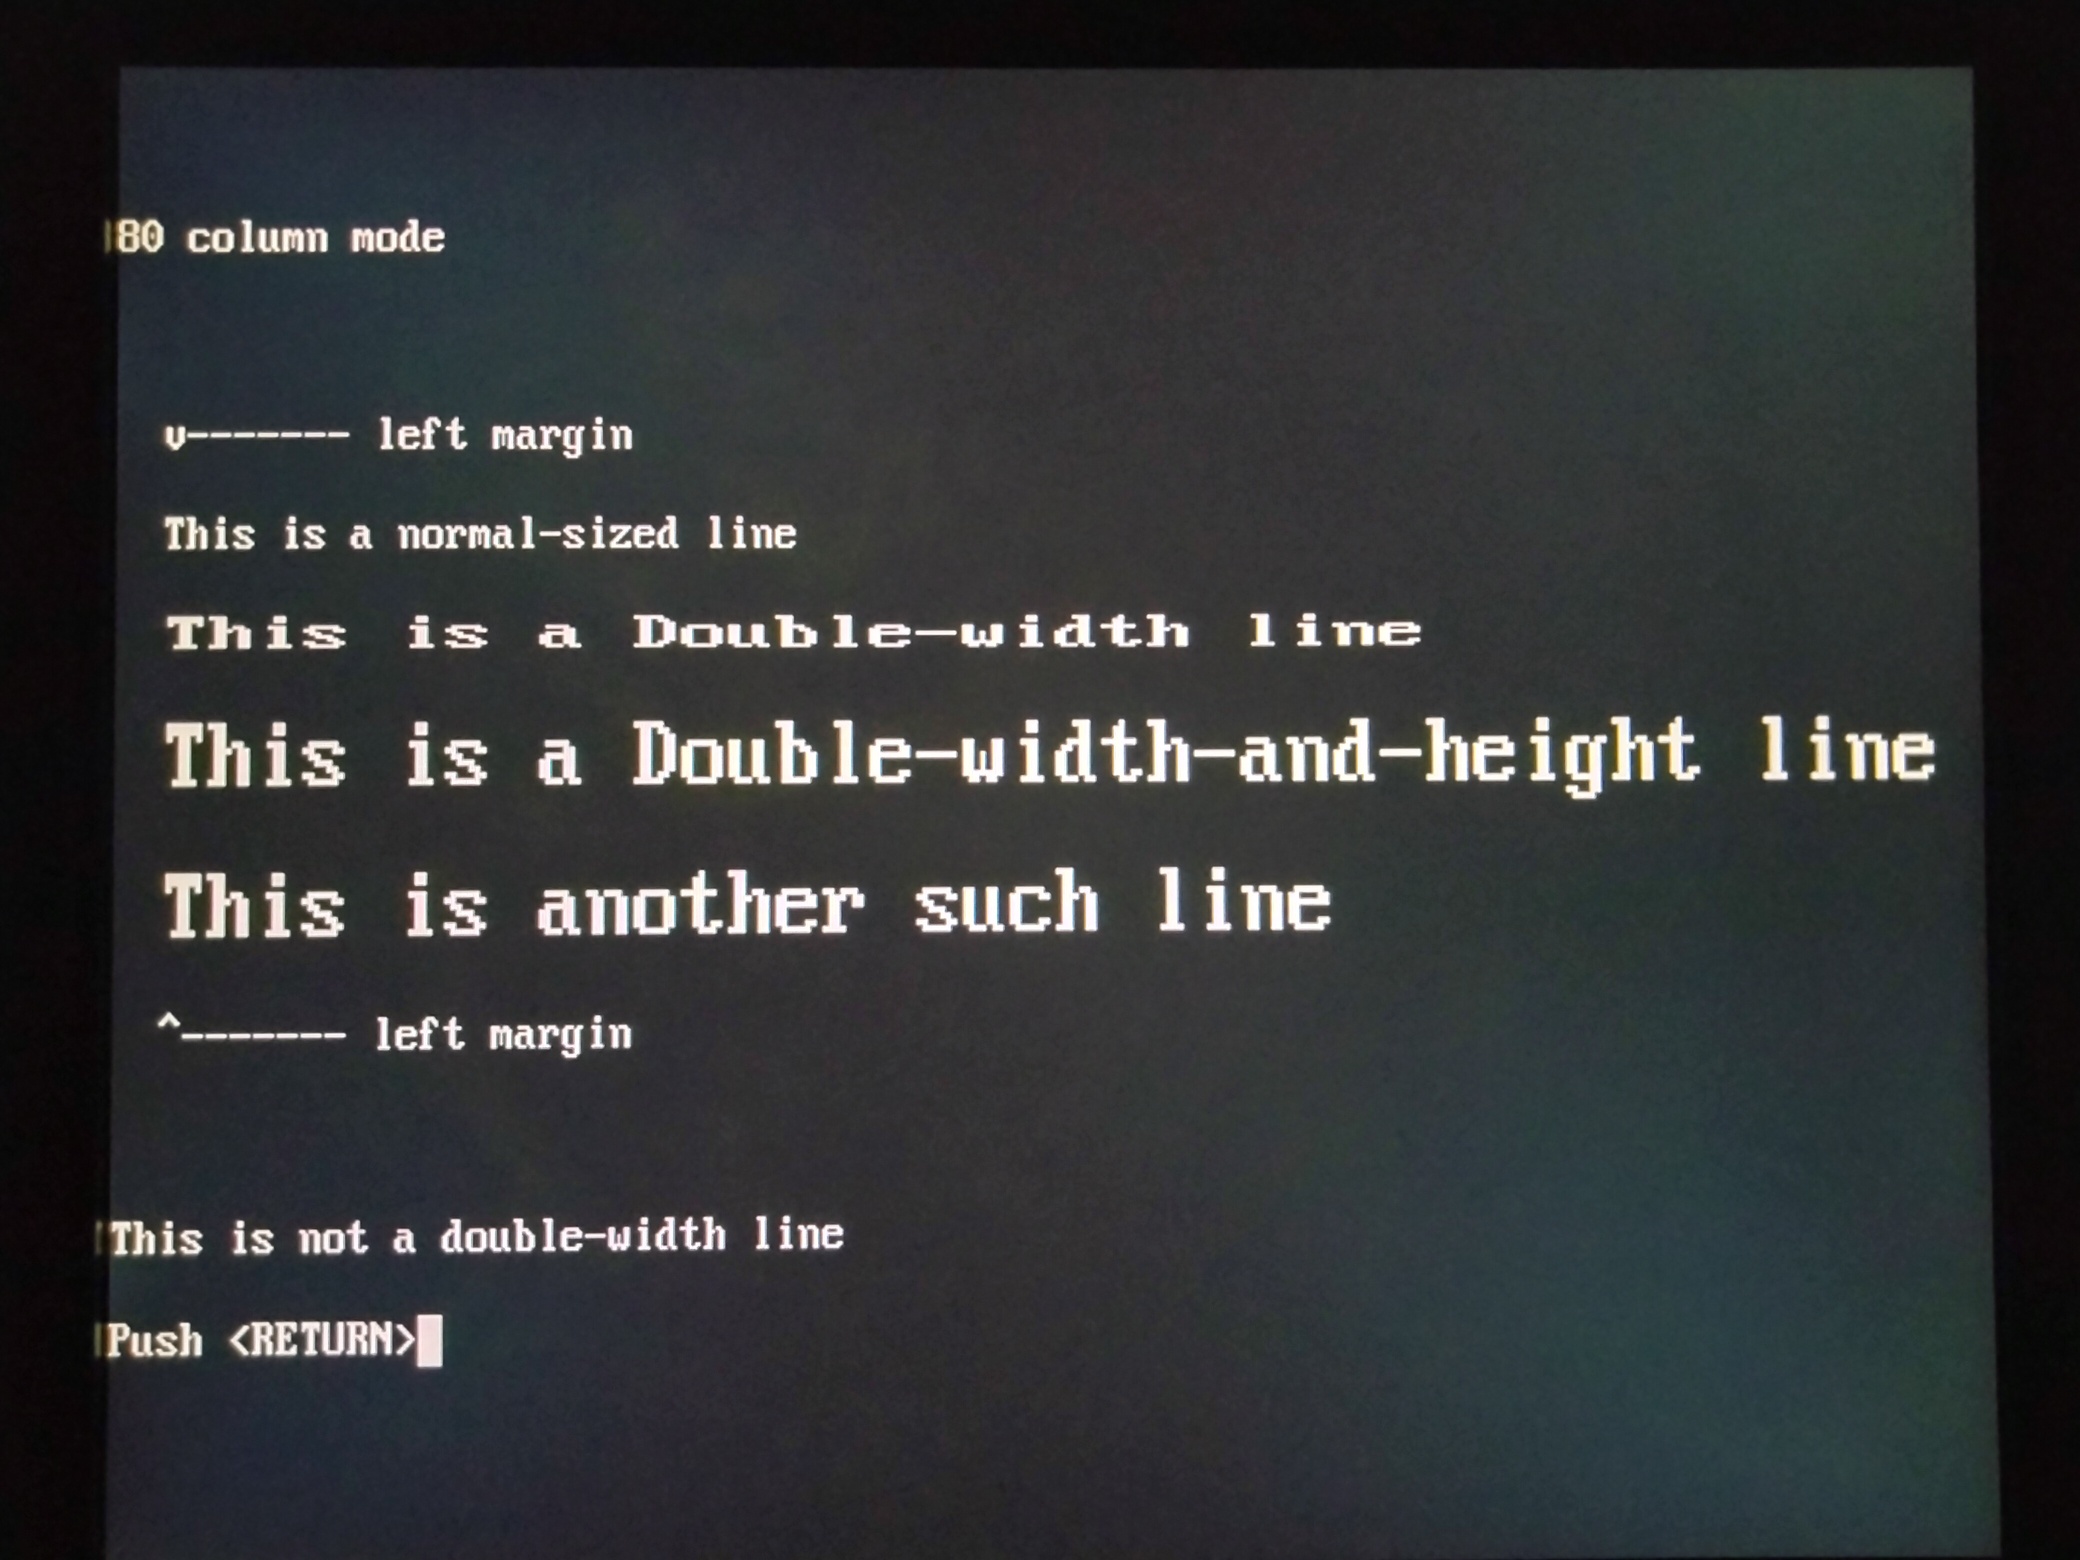 80 column mode
v------- left margin
This is a normal-sized line
This is a Double-width line
This is a Double-width-and-height line
This is another such line
^------- left margin
This is not a double-width line
Push <RETURN>